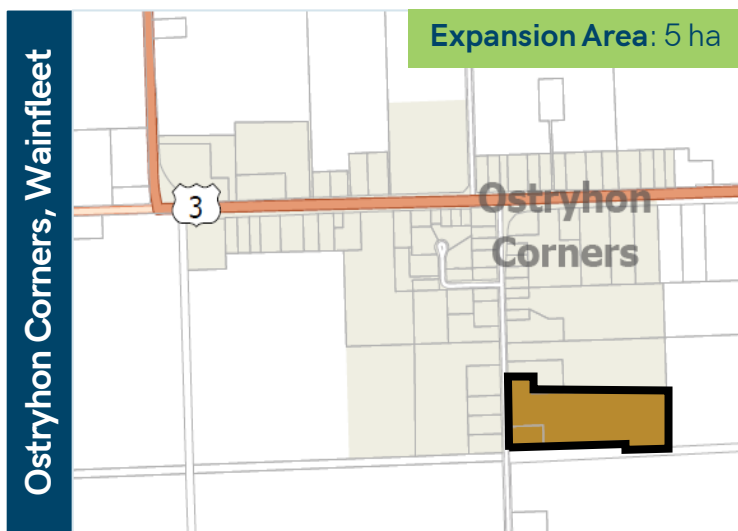 Ostryhon Corners, Wainfleet
Expansion Area: 5 ha
3
Ostryhon
Corners